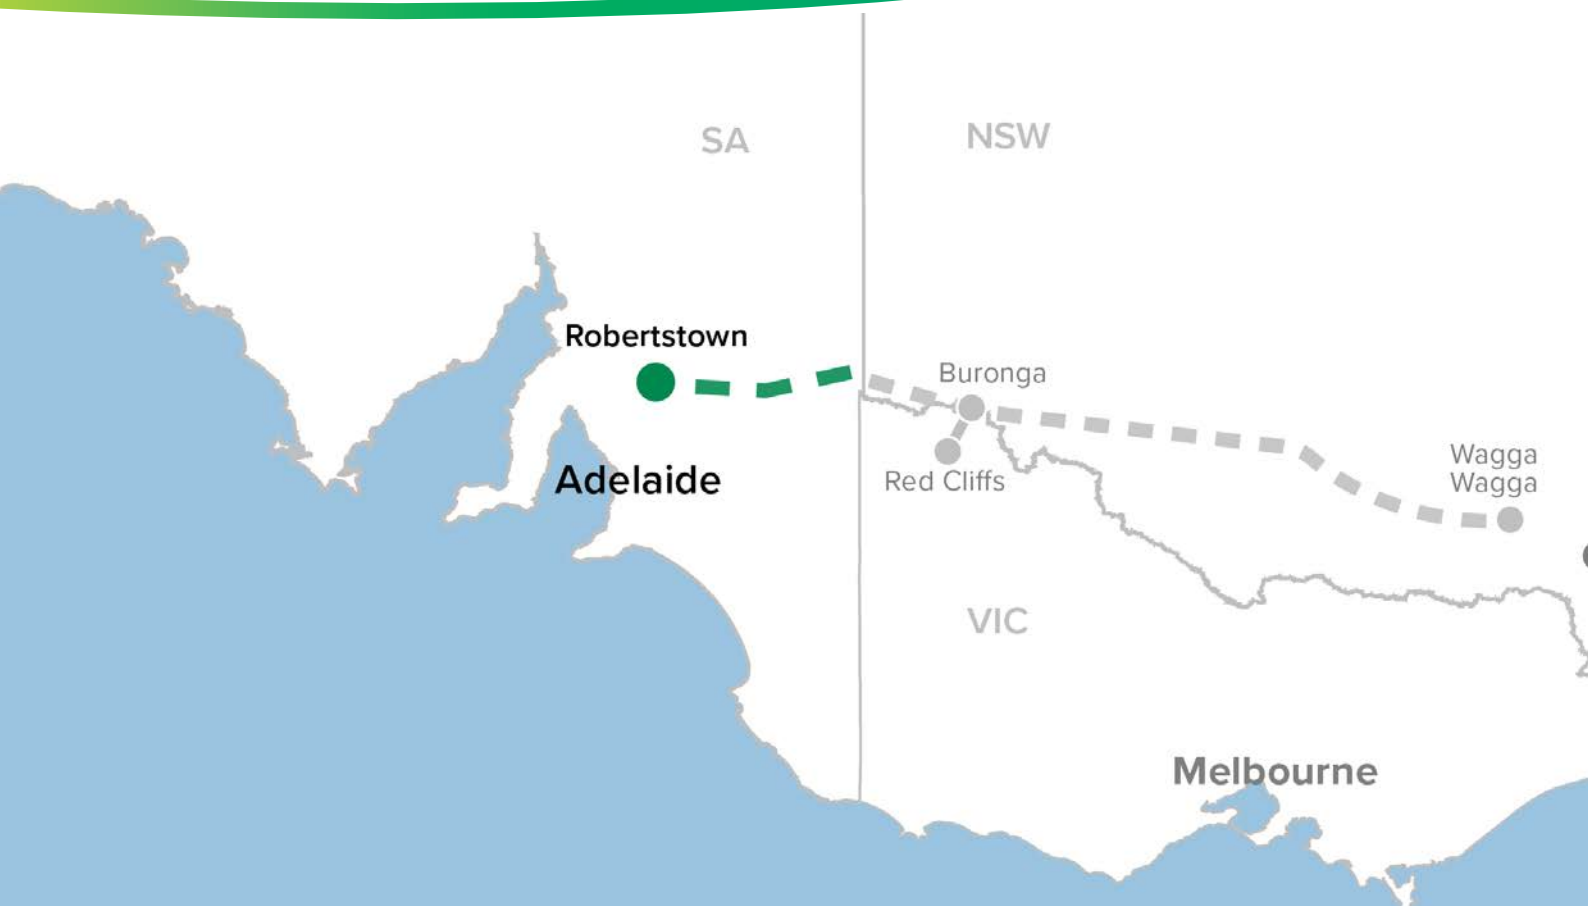 SA
NSW
Robertstown
Buronga
Adelaide
Red Cliffs
Wagga
Wagga
VIC
Melbourne